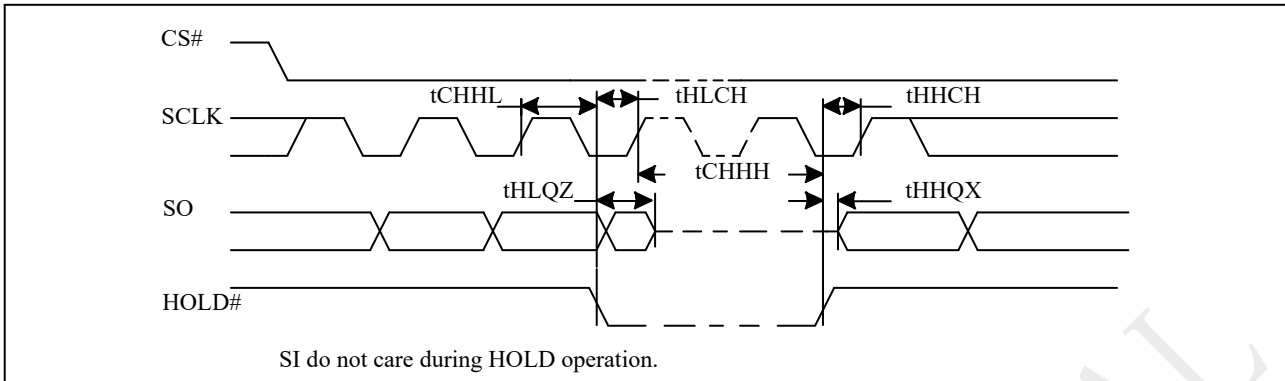 CS#
tCHHL
tHLCH
tHHCH
SCLK
tCHHH
tHLQZ
tHHQX
SO
HOLD#
SI do not care during HOLD operation.